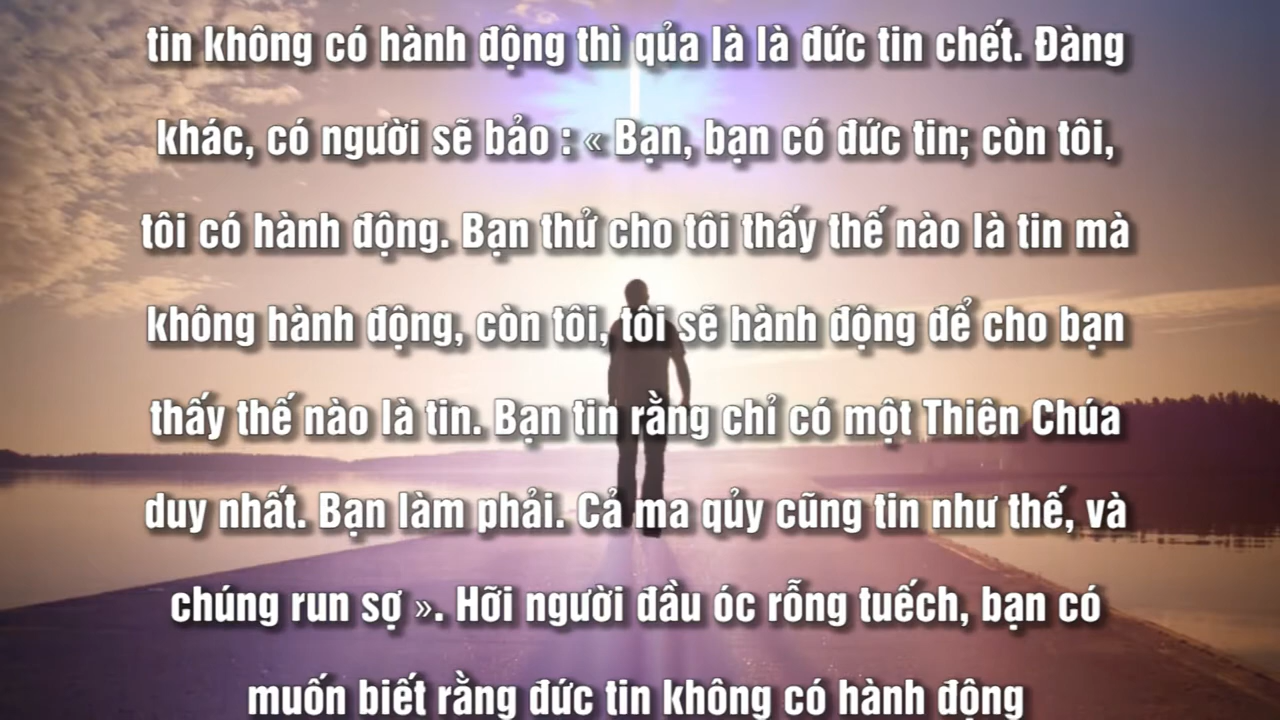 tin không có hành động thì qủa là là đức tin chết. Đàng
khác, có người sẽ bảo : « Bạn, bạn có đức tin; còn tôi,
tôi có hành động. Bạn thử cho tôi thấy thế nào là tin mà
không hành động, còn tôi, tôi sẽ hành động để cho bạn
thấy thế nào là tin. Bạn tin rằng chỉ có một Thiên Chúa
duy nhất. Bạn làm phải. Cả ma qủy cũng tin như thế, và
chúng run sợ ». Hỡi người đầu óc rỗng tuếch, bạn có
muốn biết rằng đức tin không có hành động